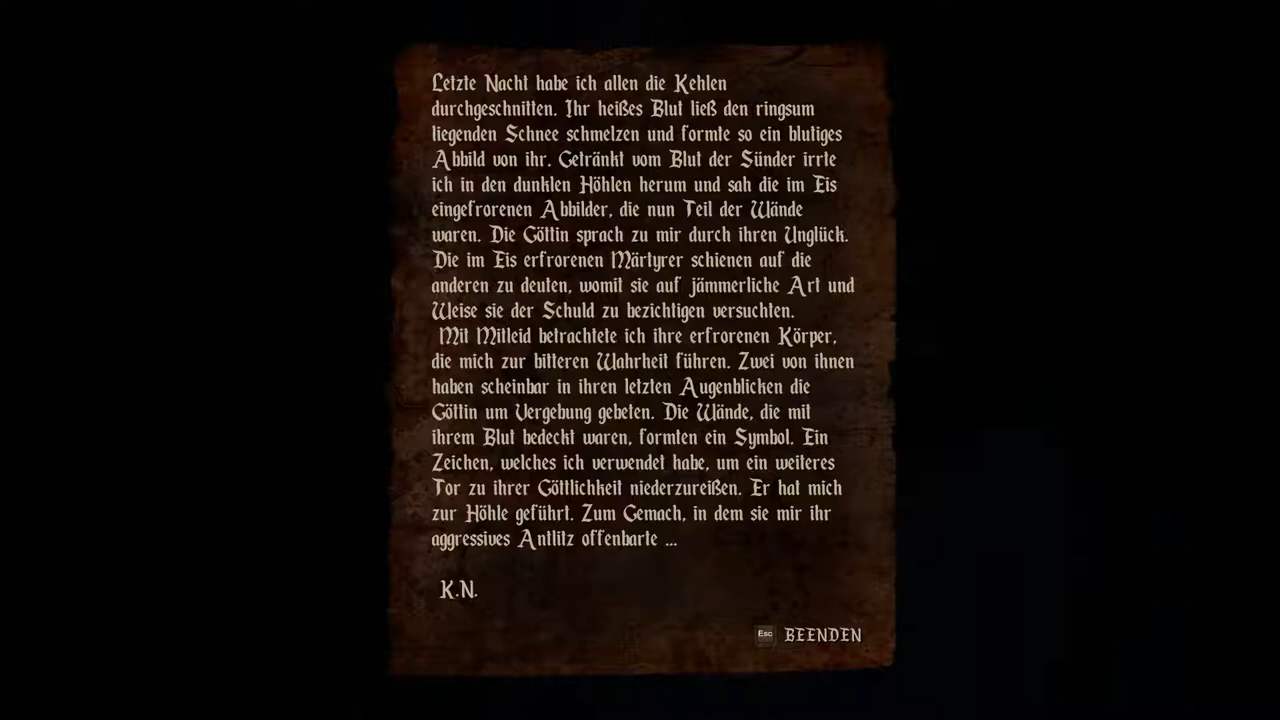 Letzte Nacht habe ich allen die Kehlen
durchgeschnitten. Ihr heißes Blut ließ den ringsum
liegenden Schnee schmelzen und formte so ein blutiges
Abbild von ihr. Getränkt vom Blut der Sünder irrte
ich in den dunklen Höhlen herum und sah die im Eis
eingefrorenen Abbilder, die nun Teil der Wände
waren. Die Göttin sprach zu mir durch ihren Unglück.
Die im Eis erfrorenen Märtyrer schienen auf die
anderen zu deuten, womit sie auf jämmerliche Art und
Weise sie der Schuld zu bezichtigen versuchten.
Mit Mitleid betrachtete ich ihre erfrorenen Körper,
die mich zur bitteren Wahrheit führen. Zwei von ihnen
haben scheinbar in ihren letzten Augenblicken die
Göttin um Vergebung gebeten. Die Wände, die mit
ihrem Blut bedeckt waren, formten ein Symbol. Ein
Zeichen, welches ich verwendet habe, um ein weiteres
Tor zu ihrer Göttlichkeit niederzureißen. Er hat mich
zur Höhle geführt. Zum Gemach, in dem sie mir ihr
aggressives Antlitz offenbarte ...
K.N.
Esc BEENDEN